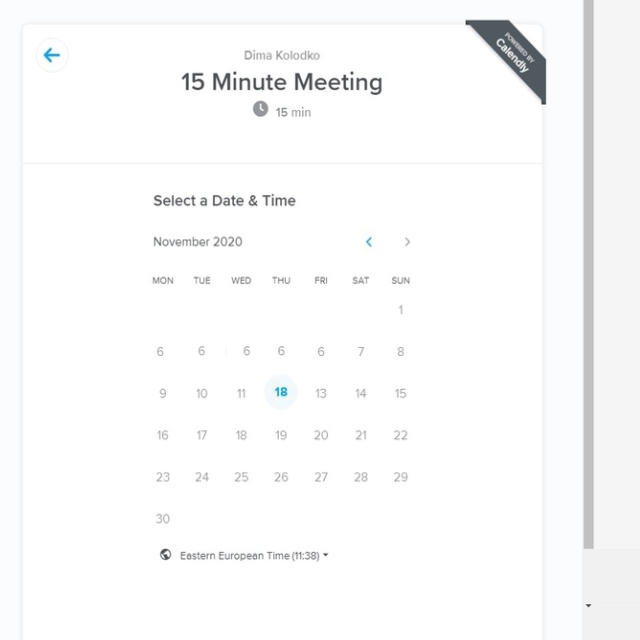 POWERED BY
Calendly
Dima Kolodko
15 Minute Meeting
15 min
Select a Date & Time
November 2020
MON TUE WED THU FRI SAT SUN
1
6 6 6 6 6 7 8
9 10 11 18 13 14 15
16 17 18 19 20 21 22
23 24 25 26 27 28 29
30
Eastern European Time (11:38)